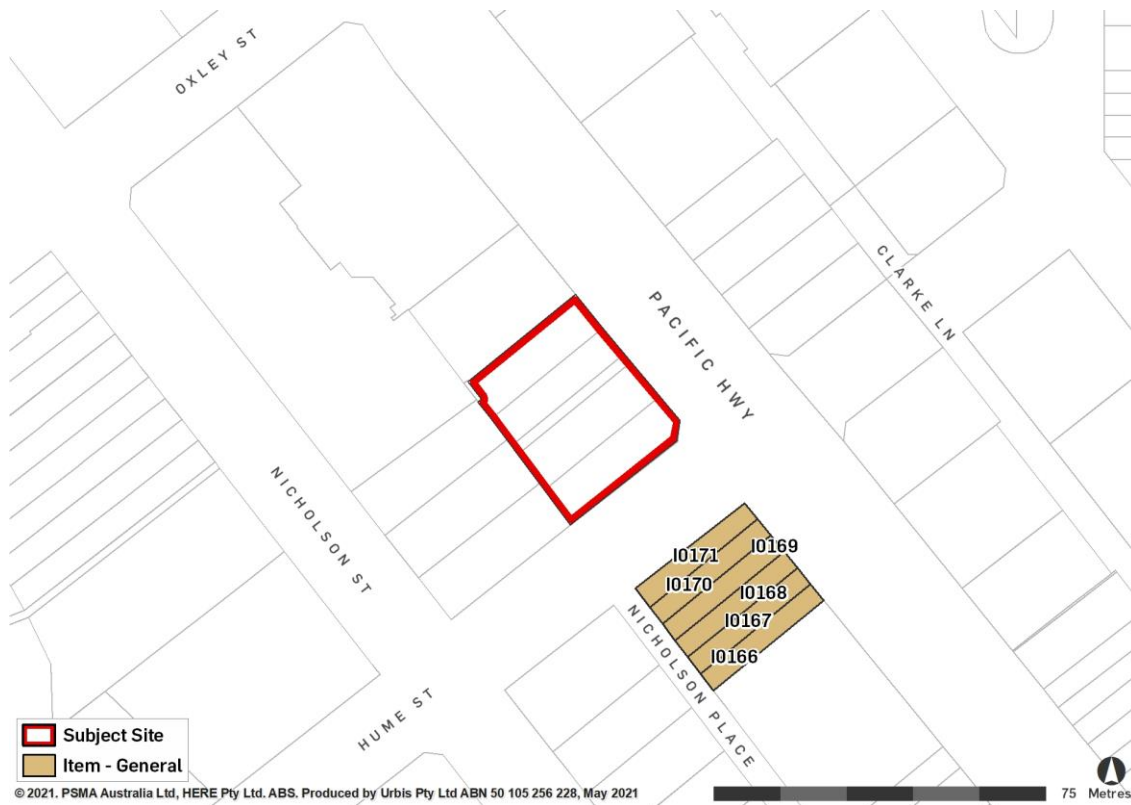 OXLEY ST
PACIFIC HWY
CLARKE LN
NICHOLSON ST
I0171
I0169
I0170
I0168
I0167
I0166
NICHOLSON PLACE
HUME ST
Subject Site
Item - General
© 2021. PSMA Australia Ltd, HERE Pty Ltd. ABS. Produced by Urbis Pty Ltd ABN 50 105 256 228, May 2021
75 Metres